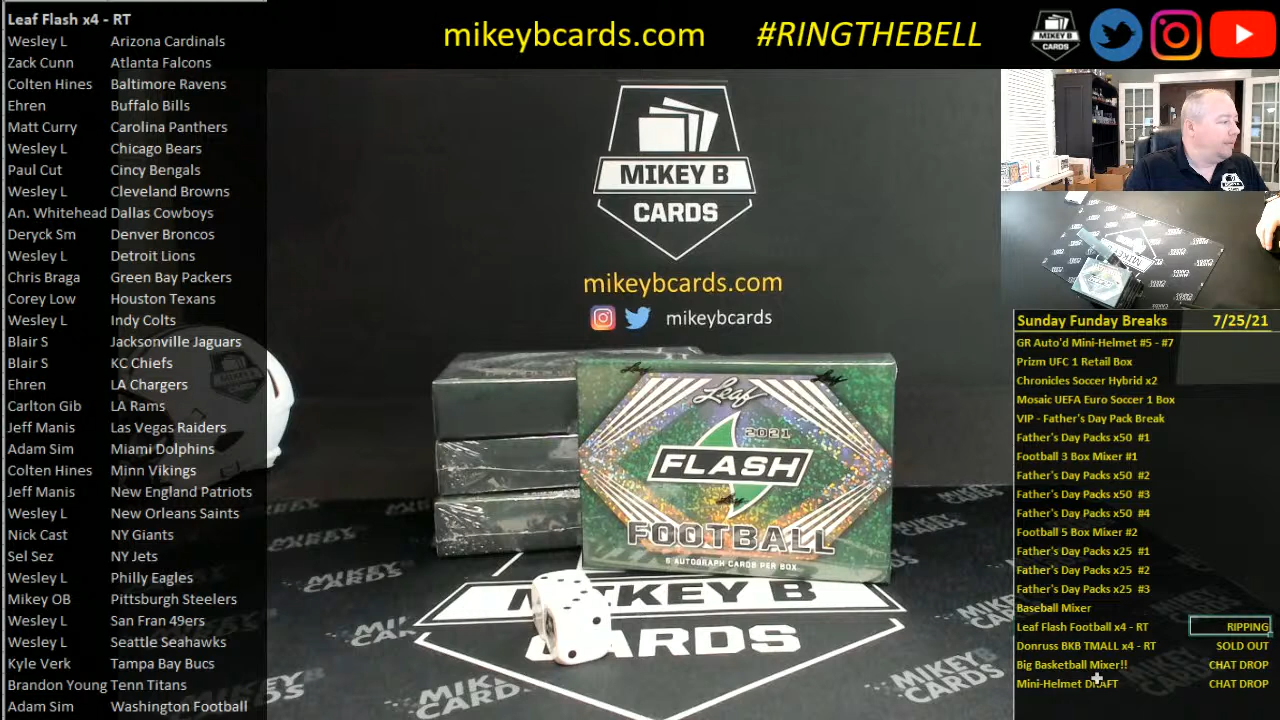 Leaf Flash x4 - RT
Wesley L Arizona Cardinals
Zack Cunn Atlanta Falcons
Colten Hines Baltimore Ravens
Ehren Buffalo Bills
Matt Curry Carolina Panthers
Wesley L Chicago Bears
Paul Cut Cincy Bengals
Wesley L Cleveland Browns
An. Whitehead Dallas Cowboys
Deryck Sm Denver Broncos
Wesley L Detroit Lions
Chris Braga Green Bay Packers
Corey Low Houston Texans
Wesley L Indy Colts
Blair S Jacksonville Jaguars
Blair S KC Chiefs
Ehren LA Chargers
Carlton Gib LA Rams
Jeff Manis Las Vegas Raiders
Adam Sim Miami Dolphins
Colten Hines Minn Vikings
Jeff Manis New England Patriots
Wesley L New Orleans Saints
Nick Cast NY Giants
Sel Sez NY Jets
Wesley L Philly Eagles
Mikey OB Pittsburgh Steelers
Wesley L San Fran 49ers
Wesley L Seattle Seahawks
Kyle Verk Tampa Bay Bucs
Brandon Young Tenn Titans
Adam Sim Washington Football
mikeybcards.com #RINGTHEBELL
MIKEY B
CARDS
MIKEY B
CARDS
mikeybcards.com
mikeybcards
Leaf
2021
FLASH
FOOTBALL
6 AUTOGRAPH CARDS PER BOX
MIKEY B
CARDS
Sunday Funday Breaks 7/25/21
GR Auto'd Mini-Helmet #5 - #7
Prizm UFC 1 Retail Box
Chronicles Soccer Hybrid x2
Mosaic UEFA Euro Soccer 1 Box
VIP - Father's Day Pack Break
Father's Day Packs x50 #1
Football 3 Box Mixer #1
Father's Day Packs x50 #2
Father's Day Packs x50 #3
Father's Day Packs x50 #4
Football 5 Box Mixer #2
Father's Day Packs x25 #1
Father's Day Packs x25 #2
Father's Day Packs x25 #3
Baseball Mixer
Leaf Flash Football x4 - RT RIPPING
Donruss BKB TMALL x4 - RT SOLD OUT
Big Basketball Mixer!! CHAT DROP
Mini-Helmet DRAFT CHAT DROP